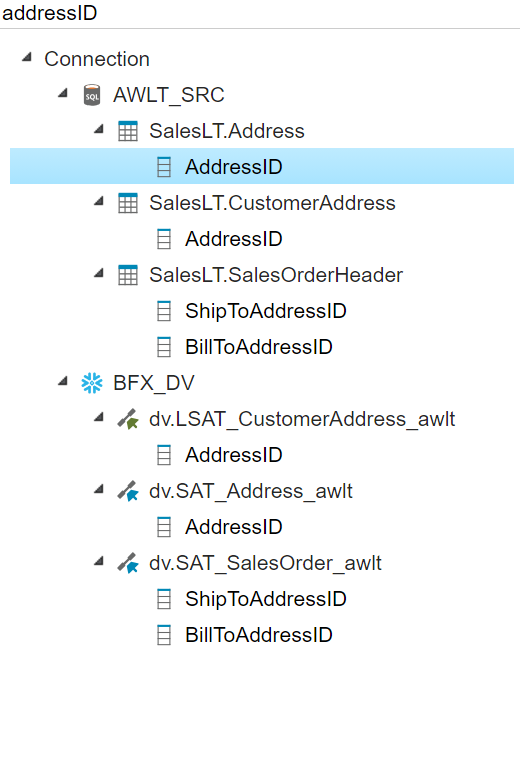 addressID
Connection
SQL AWLT_SRC
SalesLT.Address
AddressID
SalesLT.CustomerAddress
AddressID
SalesLT.SalesOrderHeader
ShipToAddressID
BillToAddressID
BFX_DV
dv.LSAT_CustomerAddress_awlt
AddressID
dv.SAT_Address_awlt
AddressID
dv.SAT_SalesOrder_awlt
ShipToAddressID
BillToAddressID